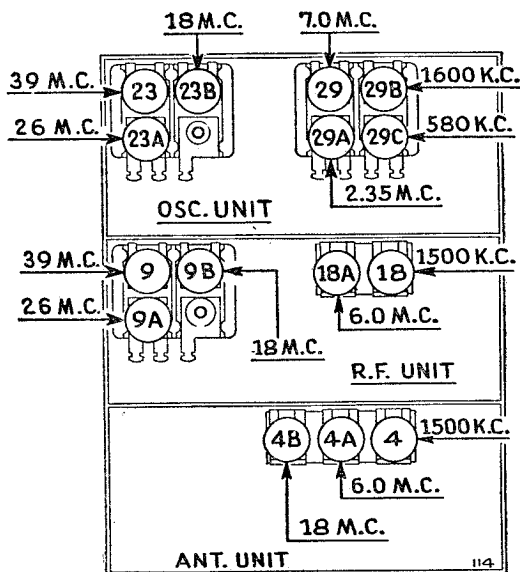 18 M.C. 7.0 M.C.
39 M.C. 23 23B 29 29B 1600 K.C.
26 M.C. 23A 29A 29C 580 K.C.
2.35 M.C.
OSC. UNIT
39 M.C. 9 9B 18A 18 1500 K.C.
26 M.C. 9A 6.0 M.C.
18 M.C.
R.F. UNIT
4B 4A 4 1500 K.C.
6.0 M.C.
18 M.C.
ANT. UNIT 114